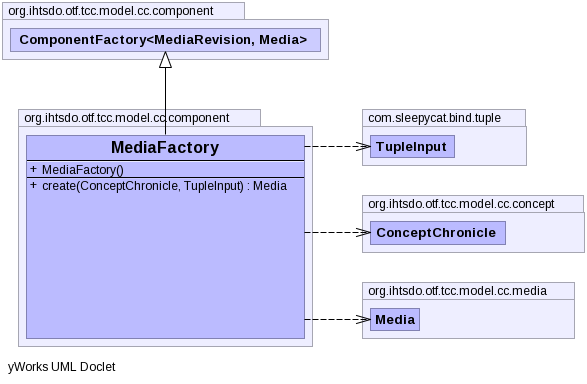 org.ihtsdo.otf.tcc.model.cc.component
ComponentFactory<MediaRevision, Media>
org.ihtsdo.otf.tcc.model.cc.component
MediaFactory
+ MediaFactory()
+ create(ConceptChronicle, TupleInput) : Media
com.sleepycat.bind.tuple
TupleInput
org.ihtsdo.otf.tcc.model.cc.concept
ConceptChronicle
org.ihtsdo.otf.tcc.model.cc.media
Media
yWorks UML Doclet